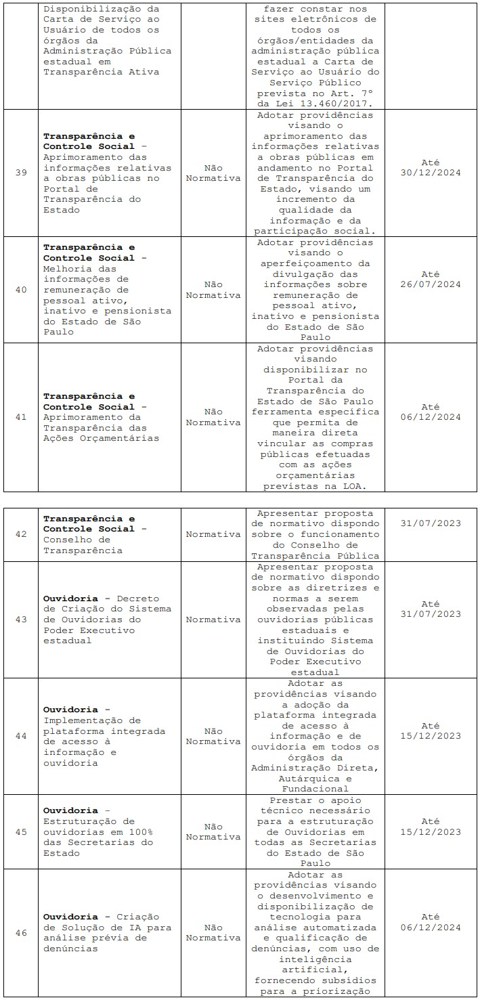 Disponibilização da
Carta de Serviço ao
Usuário de todos os
órgãos da
Administração Pública
estadual em
Transparência Ativa
fazer constar nos
sites eletrônicos de
todos os
órgãos/entidades da
administração pública
estadual a Carta de
Serviço ao Usuário do
Serviço Público
prevista no Art. 7º
da Lei 13.460/2017.
39
Transparência e
Controle Social –
Aprimoramento das
informações relativas
a obras públicas no
Portal de
Transparência do
Estado
Não
Normativa
Adotar providências
visando o
aprimoramento das
informações relativas
a obras públicas em
andamento no Portal
de Transparência do
Estado, visando um
incremento da
qualidade da
informação e da
participação social.
Até
30/12/2024
40
Transparência e
Controle Social –
Melhoria das
informações de
remuneração de
pessoal ativo,
inativo e pensionista
do Estado de São
Paulo
Não
Normativa
Adotar providências
visando o
aperfeiçoamento da
divulgação das
informações sobre
remuneração de
pessoal ativo,
inativo e pensionista
do Estado de São
Paulo
Até
26/07/2024
41
Transparência e
Controle Social –
Aprimoramento da
Transparência das
Ações Orçamentárias
Não
Normativa
Adotar providências
visando
disponibilizar no
Portal da
Transparência do
Estado de São Paulo
ferramenta específica
que permita de
maneira direta
vincular as compras
públicas efetuadas
com as ações
orçamentárias
previstas na LOA.
Até
06/12/2024
42
Transparência e
Controle Social –
Conselho de
Transparência
Normativa
Apresentar proposta
de normativo dispondo
sobre o funcionamento
do Conselho de
Transparência Pública
31/07/2023
43
Ouvidoria – Decreto
de Criação do Sistema
de Ouvidorias do
Poder Executivo
estadual
Normativa
Apresentar proposta
de normativo dispondo
sobre as diretrizes e
normas a serem
observadas pelas
ouvidorias públicas
estaduais e
instituindo Sistema
de Ouvidorias do
Poder Executivo
estadual
Até
31/07/2023
44
Ouvidoria –
Implementação de
plataforma integrada
de acesso à
informação e
ouvidoria
Não
Normativa
Adotar as
providências visando
a adoção da
plataforma integrada
de acesso à
informação e de
ouvidoria em todos os
órgãos da
Administração Direta,
Autárquica e
Fundacional
Até
15/12/2023
45
Ouvidoria –
Estruturação de
ouvidorias em 100%
das Secretarias do
Estado
Não
Normativa
Prestar o apoio
técnico necessário
para a estruturação
de Ouvidorias em
todas as Secretarias
do Estado de São
Paulo
Até
15/12/2023
46
Ouvidoria – Criação
de Solução de IA para
análise prévia de
denúncias
Não
Normativa
Adotar as
providências visando
o desenvolvimento e
disponibilização de
tecnologia para
análise automatizada
e qualificação de
denúncias, com uso de
inteligência
artificial,
fornecendo subsídios
para a priorização
Até
06/12/2024